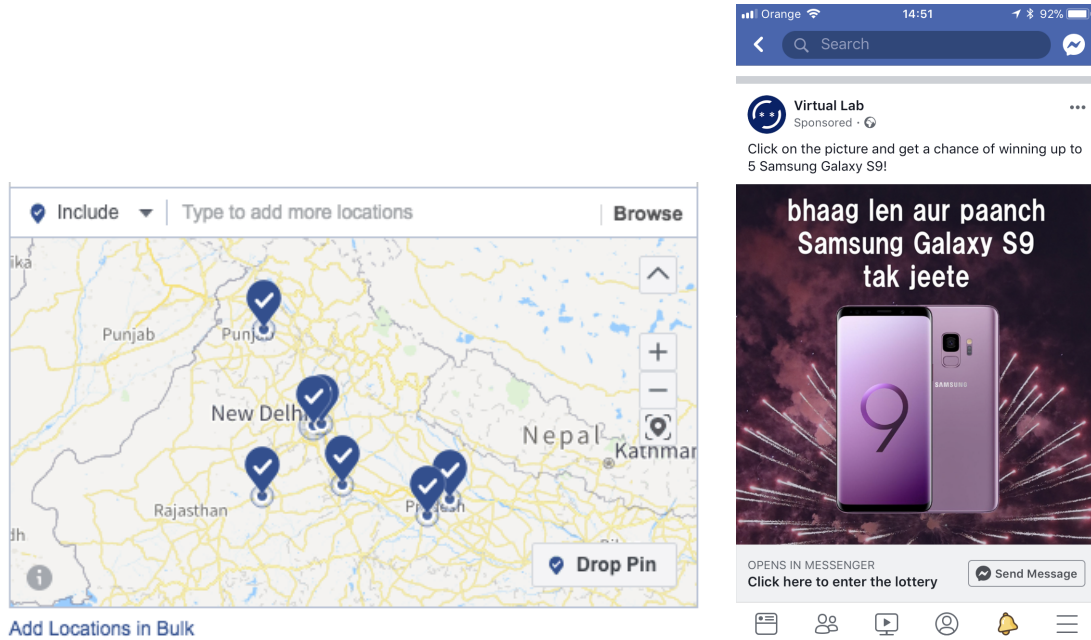 Include
Type to add more locations
Browse
Punjab
Punjab
New Delhi
Nepal
Rajasthan
Drop Pin
Add Locations in Bulk
Orange
14:51
92%
Search
Virtual Lab
Sponsored ·
Click on the picture and get a chance of winning up to
5 Samsung Galaxy S9!
bhaag len aur paanch
Samsung Galaxy S9
tak jeete
SAMSUNG
9
OPENS IN MESSENGER
Click here to enter the lottery
Send Message